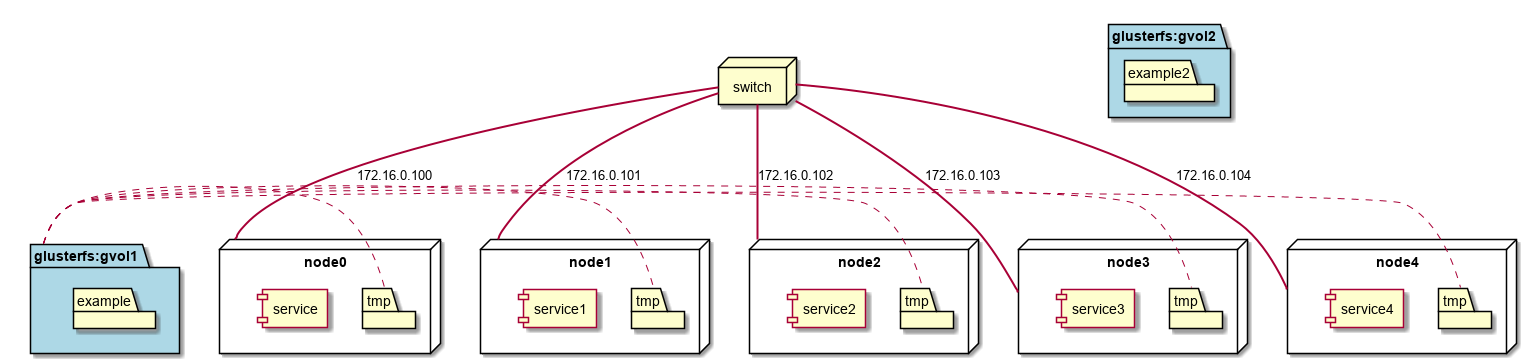 glusterfs:gvol2
example2
switch
172.16.0.100
172.16.0.101
172.16.0.102
172.16.0.103
172.16.0.104
glusterfs:gvol1
example
node0
service
tmp
node1
service1
tmp
node2
service2
tmp
node3
service3
tmp
node4
service4
tmp